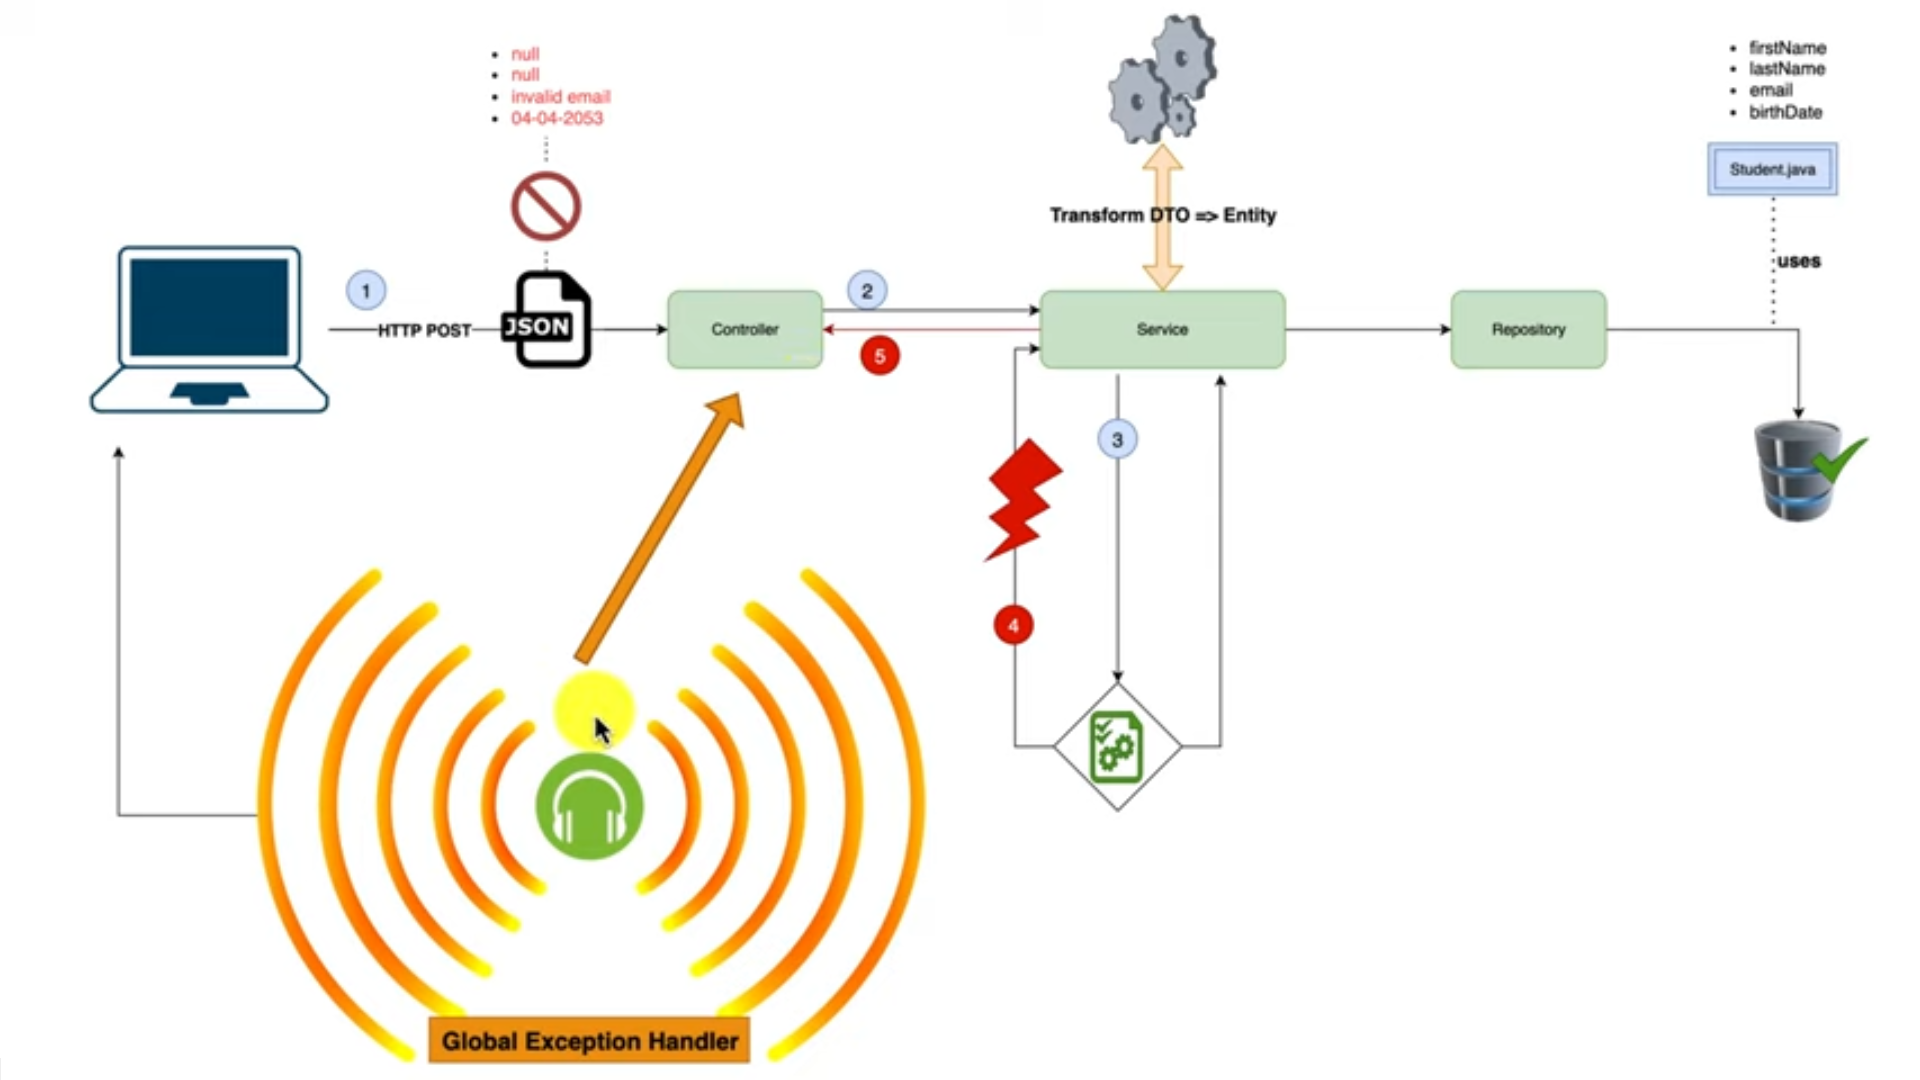 null
null
invalid email
04-04-2053
firstName
lastName
email
birthDate
Student.java
Transform DTO => Entity
uses
1
HTTP POST
JSON
Controller
2
5
Service
Repository
3
4
Global Exception Handler